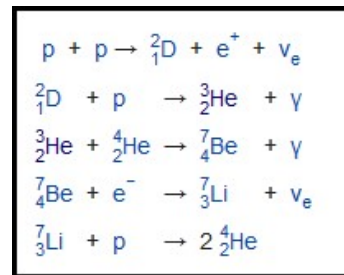 p + p → ²₁D + e⁺ + νₑ
²₁D + p → ³₂He + γ
³₂He + ⁴₂He → ⁷₄Be + γ
⁷₄Be + e⁻ → ⁷₃Li + νₑ
⁷₃Li + p → 2 ⁴₂He